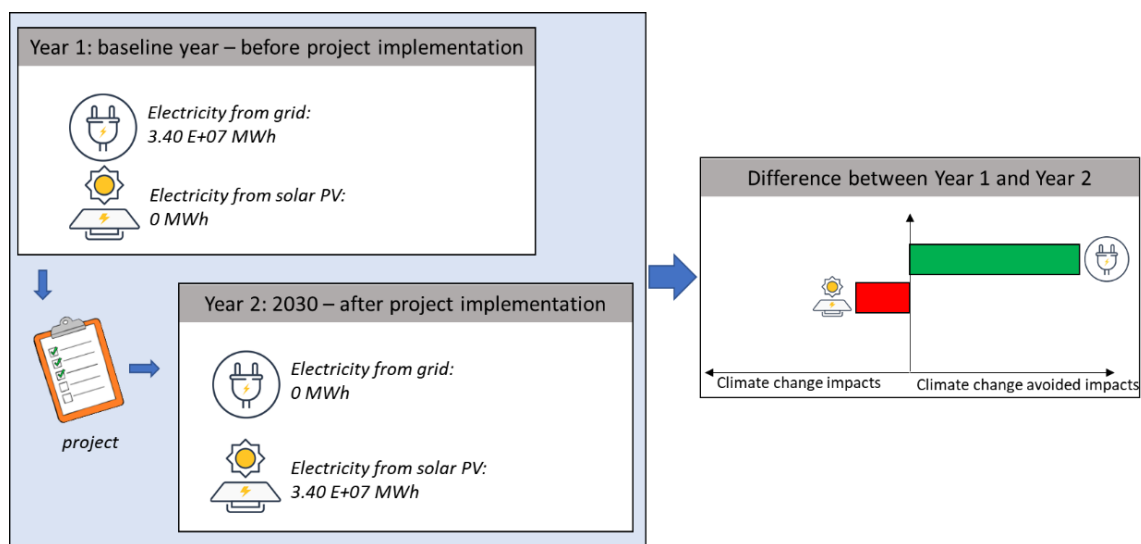 Year 1: baseline year – before project implementation
Electricity from grid:
3.40 E+07 MWh
Electricity from solar PV:
0 MWh
project
Year 2: 2030 – after project implementation
Electricity from grid:
0 MWh
Electricity from solar PV:
3.40 E+07 MWh
Difference between Year 1 and Year 2
Climate change impacts
Climate change avoided impacts